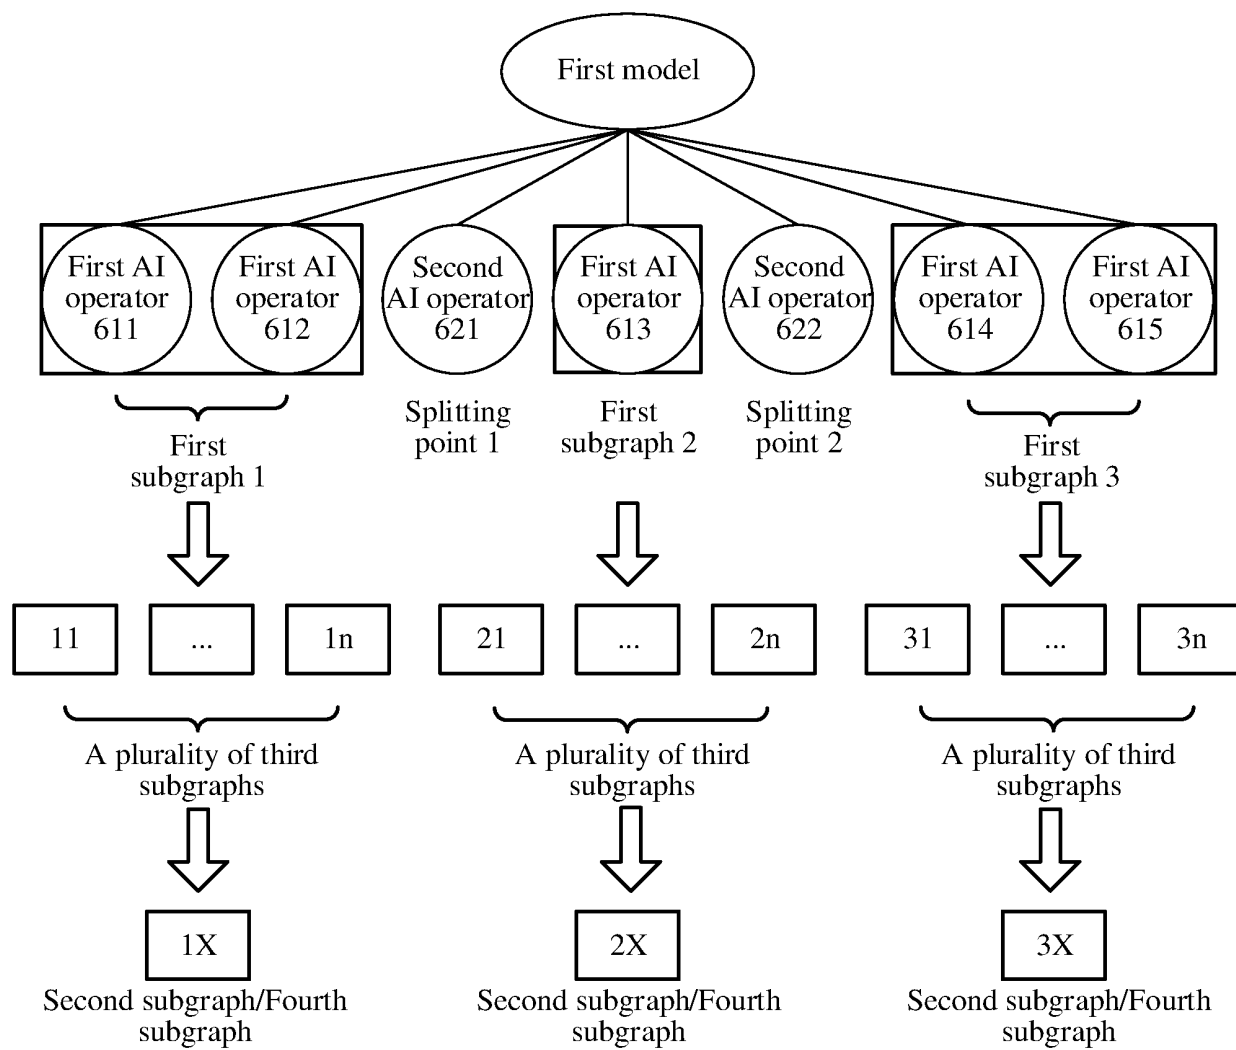 First model
First AI
operator
611
First AI
operator
612
Second
AI operator
621
First AI
operator
613
Second
AI operator
622
First AI
operator
614
First AI
operator
615
First
subgraph 1
Splitting
point 1
First
subgraph 2
Splitting
point 2
First
subgraph 3
11
...
1n
21
...
2n
31
...
3n
A plurality of third
subgraphs
A plurality of third
subgraphs
A plurality of third
subgraphs
1X
2X
3X
Second subgraph/Fourth
subgraph
Second subgraph/Fourth
subgraph
Second subgraph/Fourth
subgraph